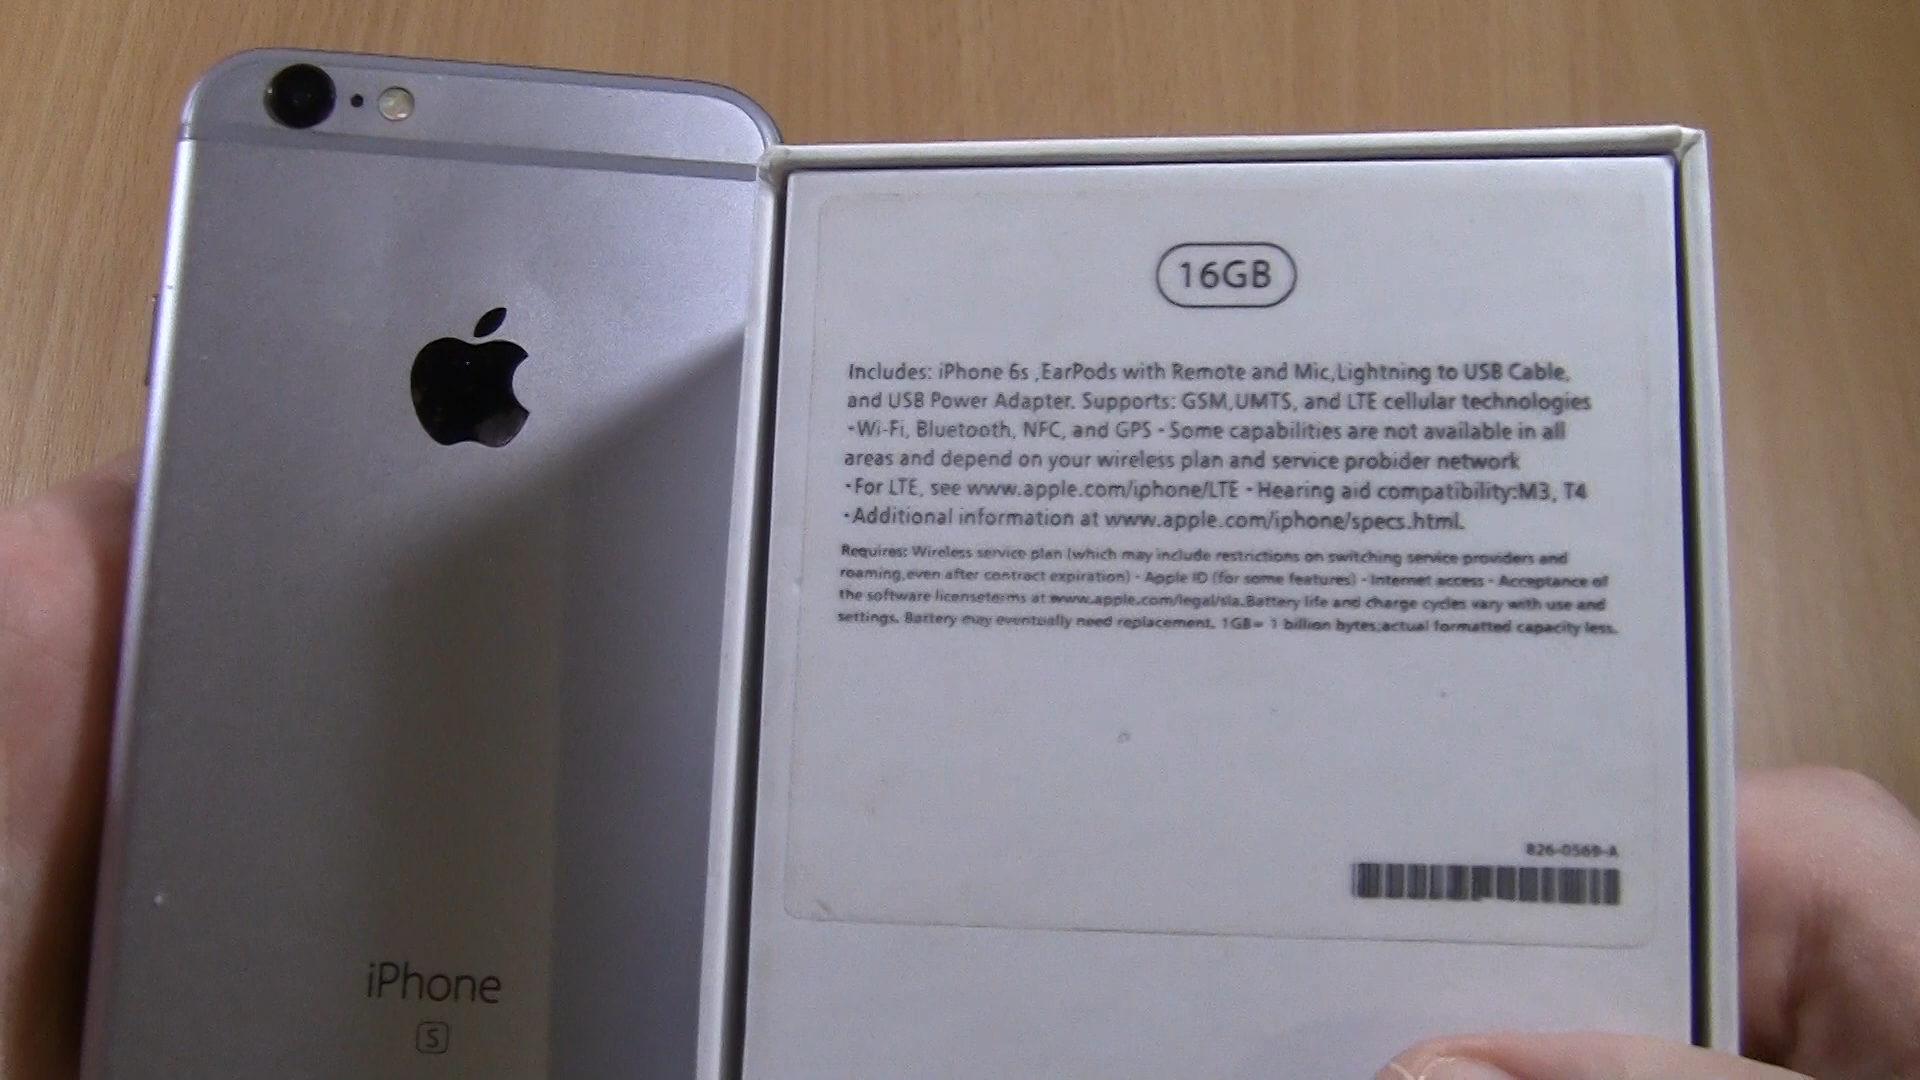 16GB
Includes: iPhone 6s ,EarPods with Remote and Mic,Lightning to USB Cable,
and USB Power Adapter. Supports: GSM,UMTS, and LTE cellular technologies
-Wi-Fi, Bluetooth, NFC, and GPS - Some capabilities are not available in all
areas and depend on your wireless plan and service probider network
-For LTE, see www.apple.com/iphone/LTE - Hearing aid compatibility:M3, T4
-Additional information at www.apple.com/iphone/specs.html.
Requires: Wireless service plan (which may include restrictions on switching service providers and
roaming,even after contract expiration) - Apple ID (for some features) - Internet access - Acceptance of
the software licenseterms at www.apple.com/legal/sla.Battery life and charge cycles vary with use and
settings. Battery may eventually need replacement. 1GB= 1 billion bytes;actual formatted capacity less.
826-0569-A
iPhone
S